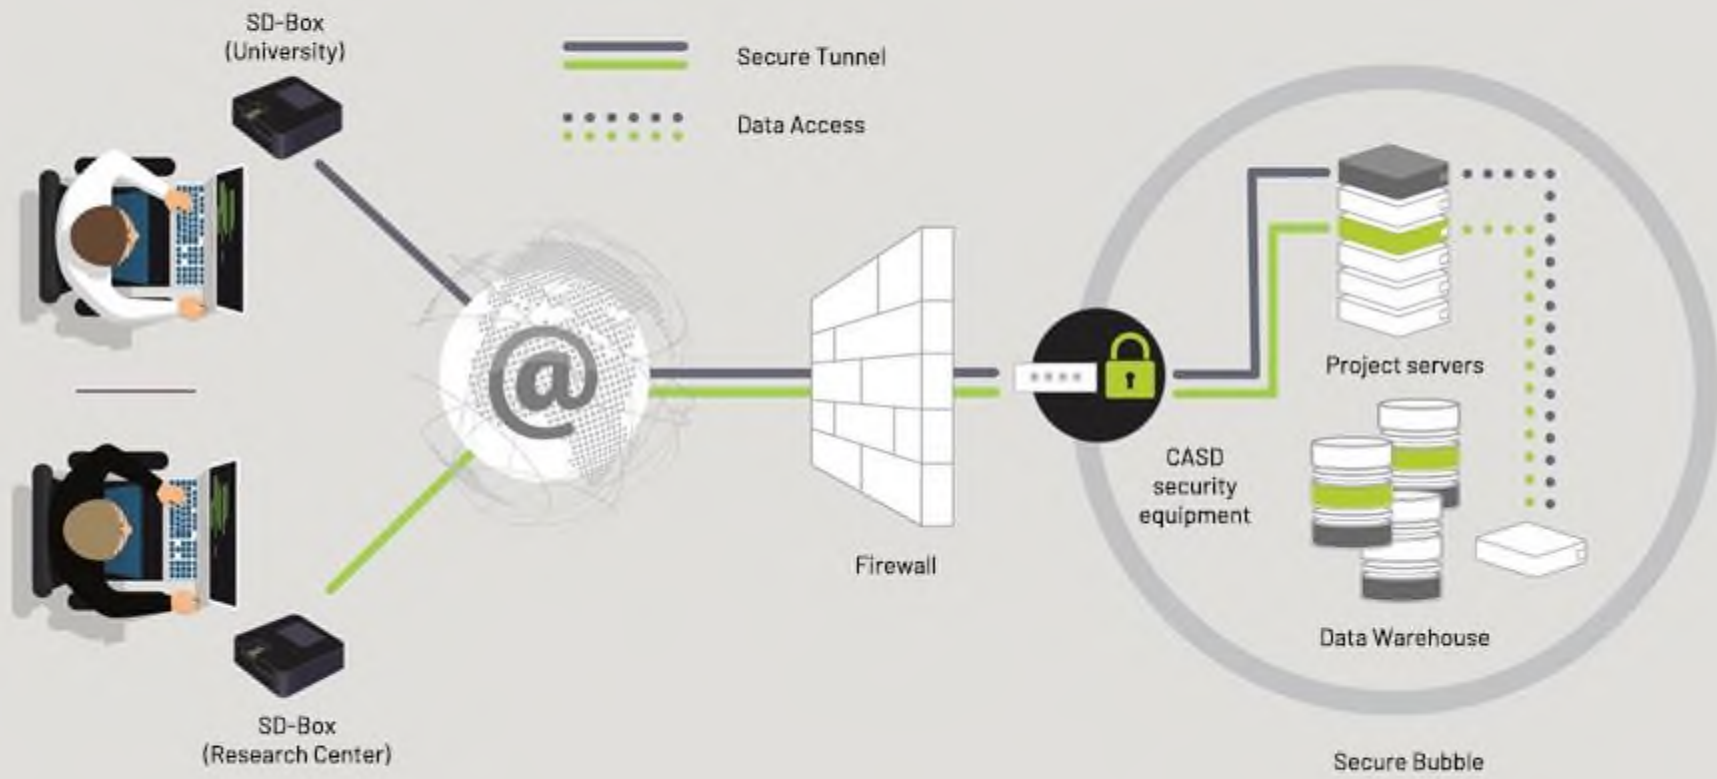 SD-Box
(University)
Secure Tunnel
Data Access
@
Project servers
CASD
security
equipment
Firewall
Data Warehouse
SD-Box
(Research Center)
Secure Bubble